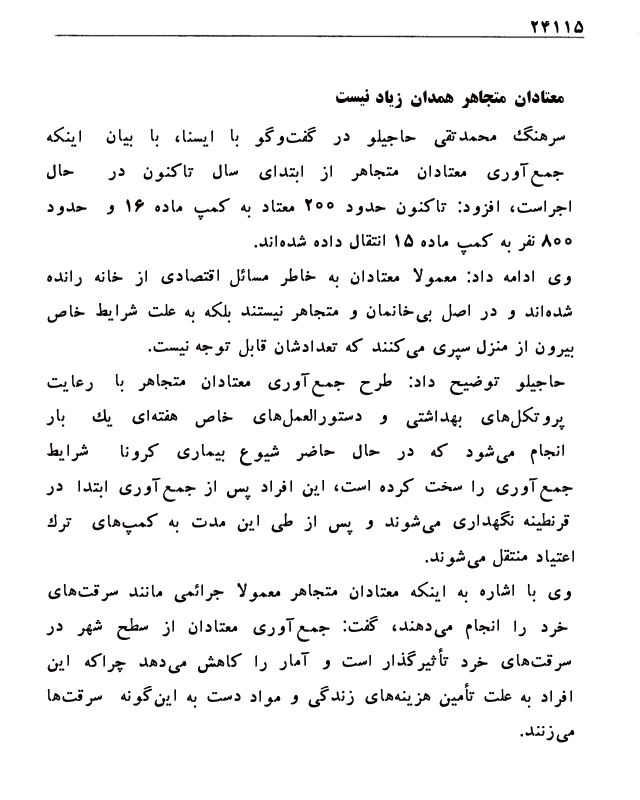 ۲۴۱۱۵
معتادان متجاهر همدان زیاد نیست
سرهنگ محمدتقی حاجیلو در گفت‌وگو با ایسنا، با بیان اینکه
جمع‌آوری معتادان متجاهر از ابتدای سال تاکنون در حال
اجراست، افزود: تاکنون حدود ۲۰۰ معتاد به کمپ ماده ۱۶ و حدود
۸۰۰ نفر به کمپ ماده ۱۵ انتقال داده شده‌اند.
وی ادامه داد: معمولا معتادان به خاطر مسائل اقتصادی از خانه رانده
شده‌اند و در اصل بی‌خانمان و متجاهر نیستند بلکه به علت شرایط خاص
بیرون از منزل سپری می‌کنند که تعدادشان قابل توجه نیست.
حاجیلو توضیح داد: طرح جمع‌آوری معتادان متجاهر با رعایت
پروتکل‌های بهداشتی و دستورالعمل‌های خاص هفته‌ای یك بار
انجام می‌شود که در حال حاضر شیوع بیماری کرونا شرایط
جمع‌آوری را سخت کرده است، این افراد پس از جمع‌آوری ابتدا در
قرنطینه نگهداری می‌شوند و پس از طی این مدت به کمپ‌های ترك
اعتیاد منتقل می‌شوند.
وی با اشاره به اینکه معتادان متجاهر معمولا جرائمی مانند سرقت‌های
خرد را انجام می‌دهند، گفت: جمع‌آوری معتادان از سطح شهر در
سرقت‌های خرد تأثیرگذار است و آمار را کاهش می‌دهد چراکه این
افراد به علت تأمین هزینه‌های زندگی و مواد دست به این‌گونه سرقت‌ها
می‌زنند.